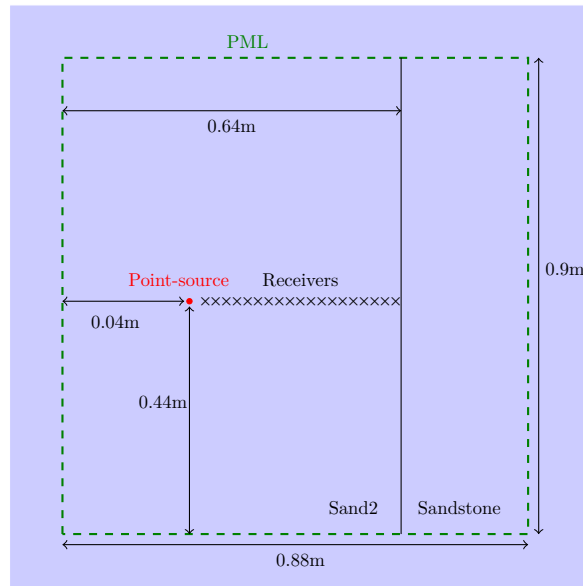 PML
0.64m
Point-source
Receivers
0.9m
0.04m
0.44m
Sand2
Sandstone
0.88m